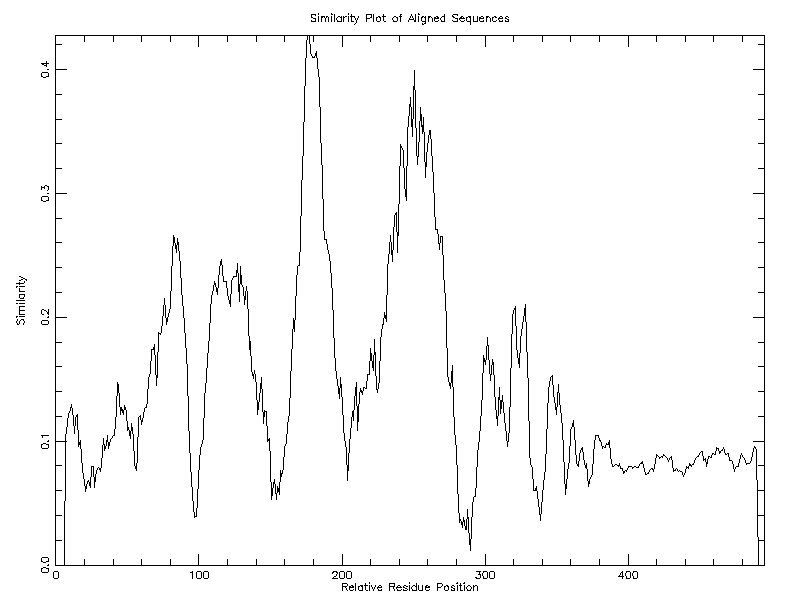 Similarity Plot of Aligned Sequences
0.4
0.3
0.2
0.1
0.0
Similarity
0 100 200 300 400
Relative Residue Position